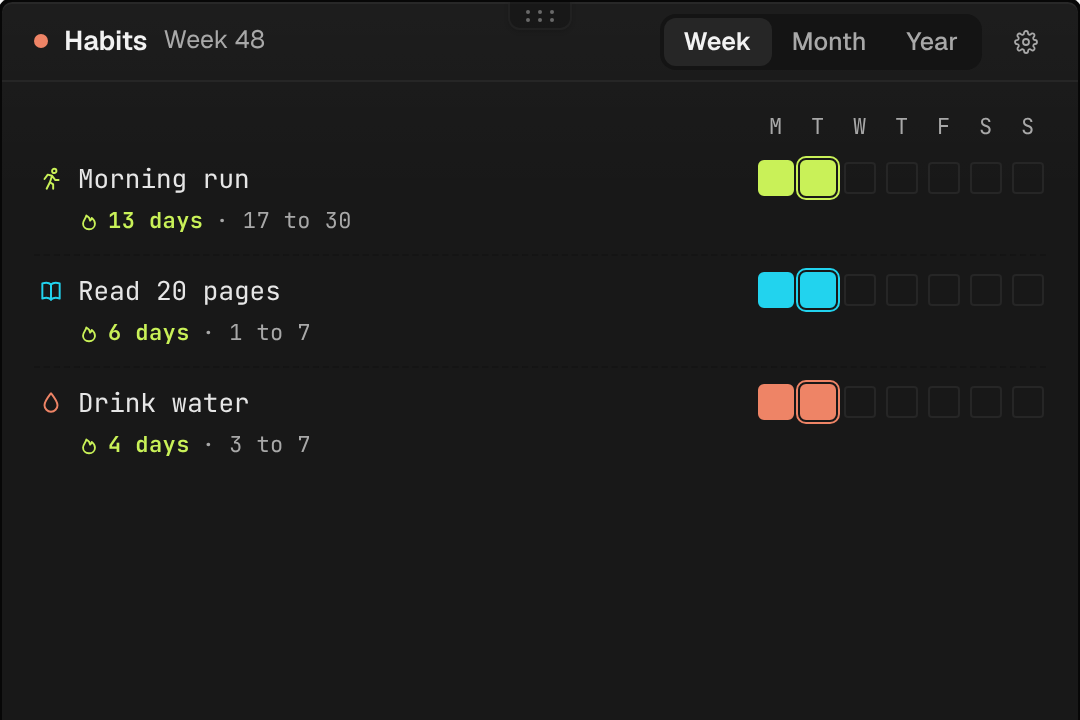 Habits Week 48 Week Month Year
M T W T F S S
Morning run
13 days · 17 to 30
Read 20 pages
6 days · 1 to 7
Drink water
4 days · 3 to 7